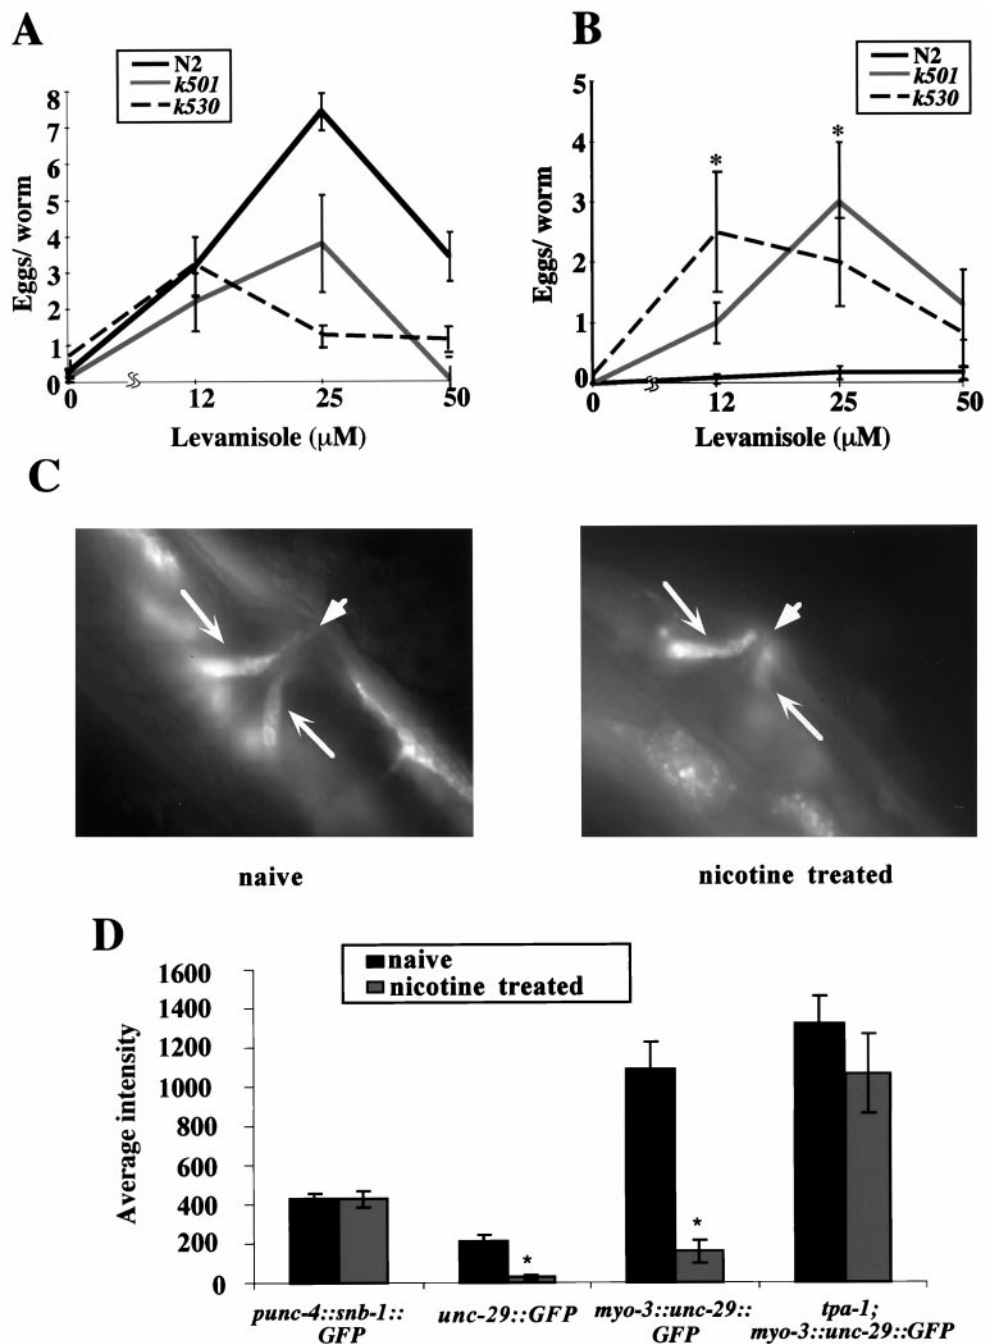 A
N2
k501
k530
8
7
6
5
4
3
2
1
0
Eggs/ worm
0 12 25 50
Levamisole (μM)
B
N2
k501
k530
5
4
3
2
1
0
Eggs/ worm
* *
0 12 25 50
Levamisole (μM)
C
naive
nicotine treated
D
naive
nicotine treated
1600
1400
1200
1000
800
600
400
200
0
Average intensity
* *
punc-4::snb-1::
GFP
unc-29::GFP
myo-3::unc-29::
GFP
tpa-1;
myo-3::unc-29::GFP